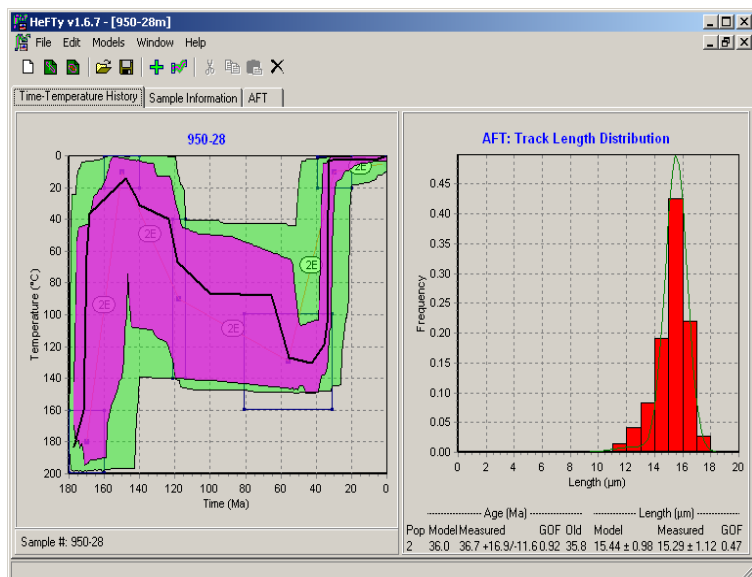 HeFTy v1.6.7 - [950-28m]
File Edit Models Window Help
Time-Temperature History Sample Information AFT
950-28
0
20
40
60
80
100
120
140
160
180
200
Temperature (°C)
2E
2E
2E
2E
2E
180 160 140 120 100 80 60 40 20 0
Time (Ma)
Sample #: 950-28
AFT: Track Length Distribution
0.45
0.40
0.35
0.30
0.25
0.20
0.15
0.10
0.05
0.00
Frequency
0 2 4 6 8 10 12 14 16 18 20
Length (µm)
Age (Ma) Length (µm)
Pop Model Measured GOF Old Model Measured GOF
2 36.0 36.7 +16.9/-11.6 0.92 35.8 15.44 ± 0.98 15.29 ± 1.12 0.47